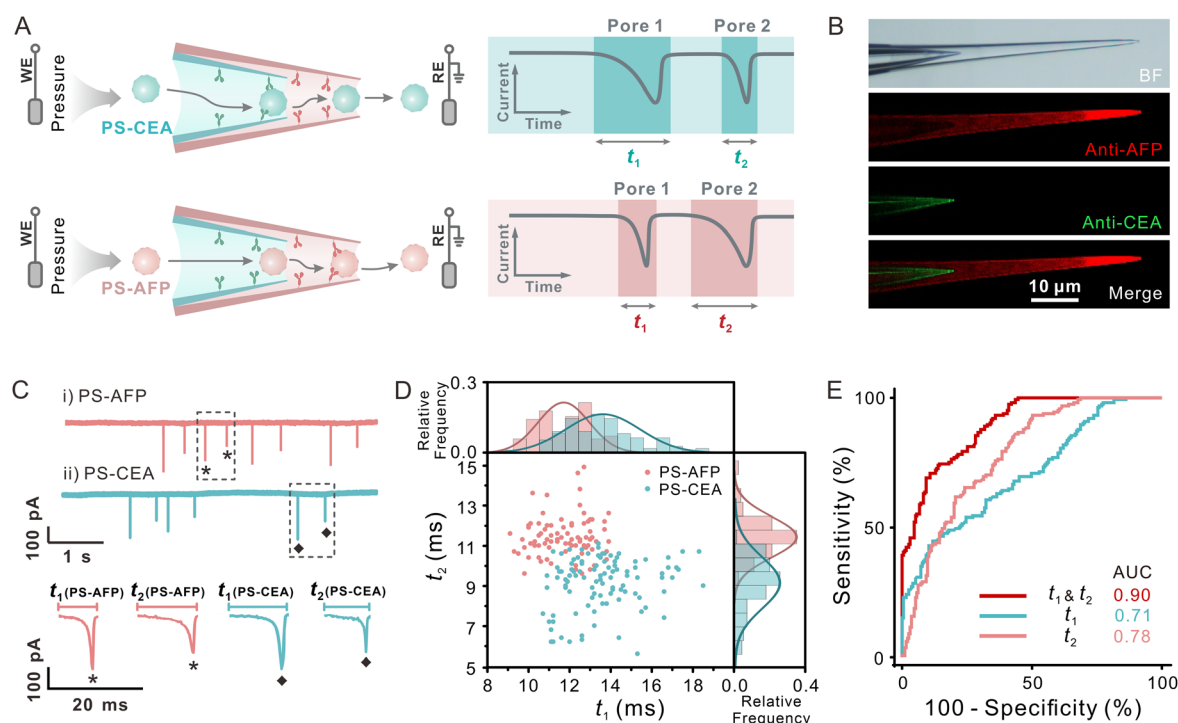 A
WE
Pressure
PS-CEA
RE
Pore 1
Pore 2
Current
Time
t1
t2
WE
Pressure
PS-AFP
RE
Pore 1
Pore 2
Current
Time
t1
t2
B
BF
Anti-AFP
Anti-CEA
10 μm
Merge
C
i) PS-AFP
* *
ii) PS-CEA
◆ ◆
100 pA
1 s
t1(PS-AFP) t2(PS-AFP) t1(PS-CEA) t2(PS-CEA)
* * ◆ ◆
100 pA
20 ms
D
0.3
0.0
Relative
Frequency
PS-AFP
PS-CEA
15
13
11
9
7
6
5
t2 (ms)
8 10 12 14 16 18
t1 (ms)
0.0 0.4
Relative
Frequency
E
100
50
0
Sensitivity (%)
AUC
t1 & t2 0.90
t1 0.71
t2 0.78
0 50 100
100 - Specificity (%)